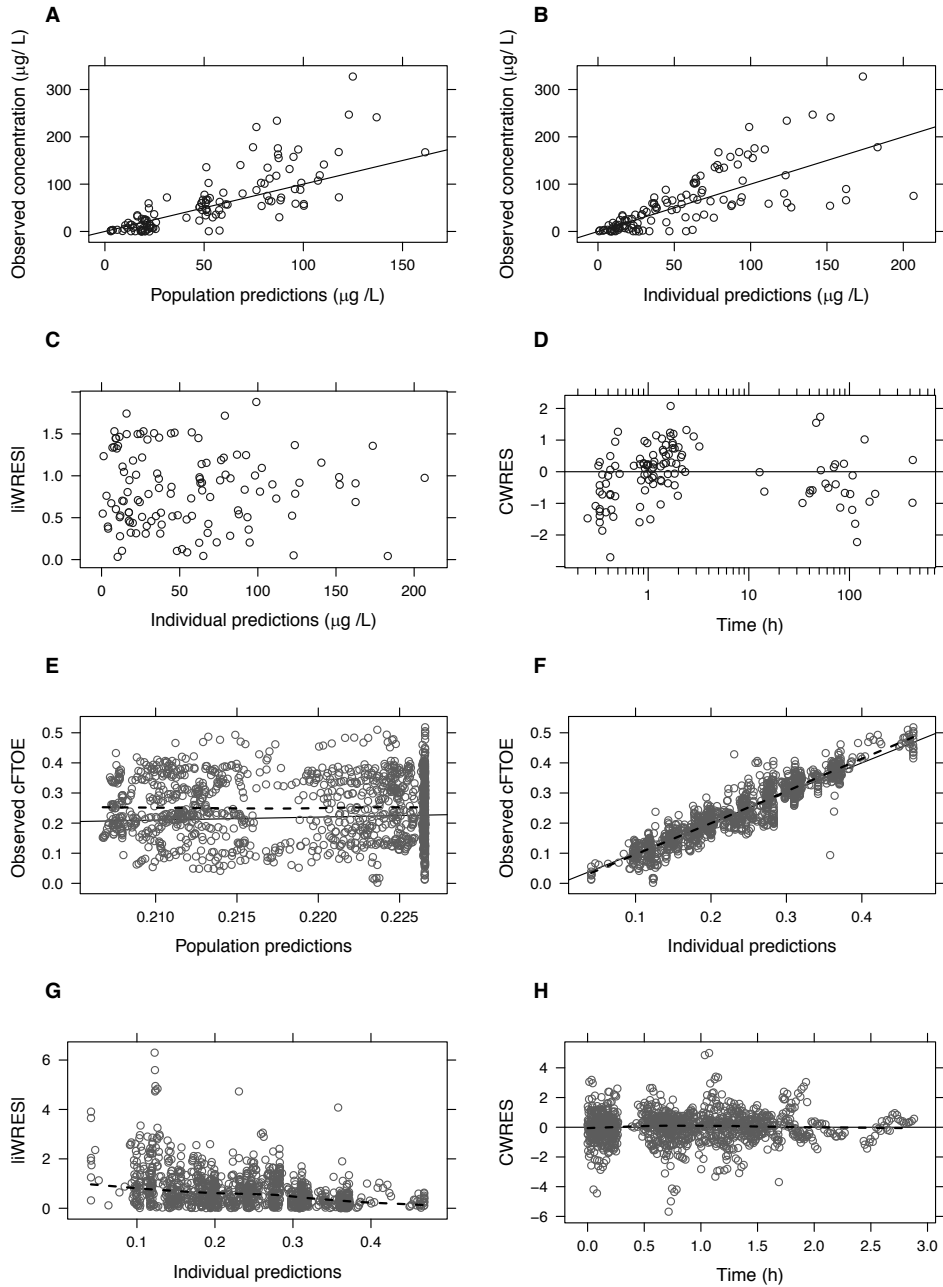 A
Observed concentration (μg/ L)
300
200
100
0
0 50 100 150
Population predictions (μg /L)
B
Observed concentration (μg/ L)
300
200
100
0
0 50 100 150 200
Individual predictions (μg /L)
C
|iWRES|
1.5
1.0
0.5
0.0
0 50 100 150 200
Individual predictions (μg /L)
D
CWRES
2
1
0
−1
−2
1 10 100
Time (h)
E
Observed cFTOE
0.5
0.4
0.3
0.2
0.1
0.0
0.210 0.215 0.220 0.225
Population predictions
F
Observed cFTOE
0.5
0.4
0.3
0.2
0.1
0.0
0.1 0.2 0.3 0.4
Individual predictions
G
|iWRES|
6
4
2
0
0.1 0.2 0.3 0.4
Individual predictions
H
CWRES
4
2
0
−2
−4
−6
0.0 0.5 1.0 1.5 2.0 2.5 3.0
Time (h)